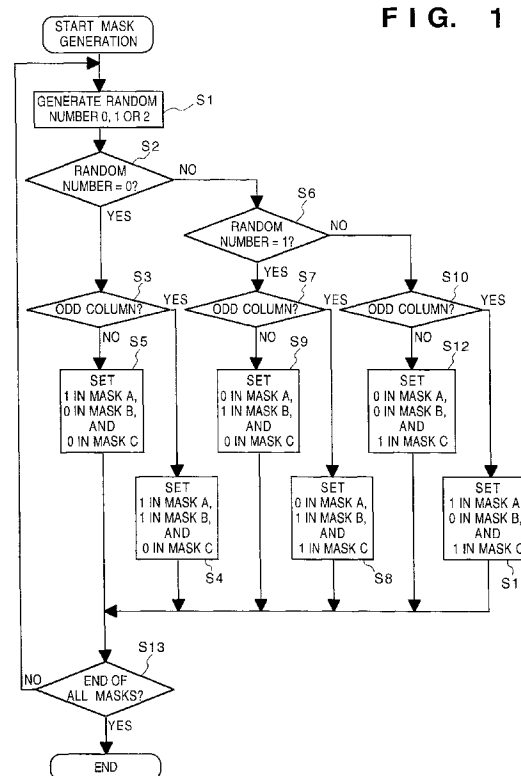 FIG. 1
START MASK
GENERATION
GENERATE RANDOM
NUMBER 0, 1 OR 2
S1
S2
RANDOM
NUMBER = 0?
NO
YES
S6
RANDOM
NUMBER = 1?
NO
YES
S3
ODD COLUMN?
YES
NO
S7
ODD COLUMN?
YES
NO
S10
ODD COLUMN?
YES
NO
S5
SET
1 IN MASK A,
0 IN MASK B,
AND
0 IN MASK C
S9
SET
0 IN MASK A,
1 IN MASK B,
AND
0 IN MASK C
S12
SET
0 IN MASK A,
0 IN MASK B,
AND
1 IN MASK C
SET
1 IN MASK A,
1 IN MASK B,
AND
0 IN MASK C
S4
SET
0 IN MASK A,
1 IN MASK B,
AND
1 IN MASK C
S8
SET
1 IN MASK A,
0 IN MASK B,
AND
1 IN MASK C
S1
S13
END OF
ALL MASKS?
NO
YES
END